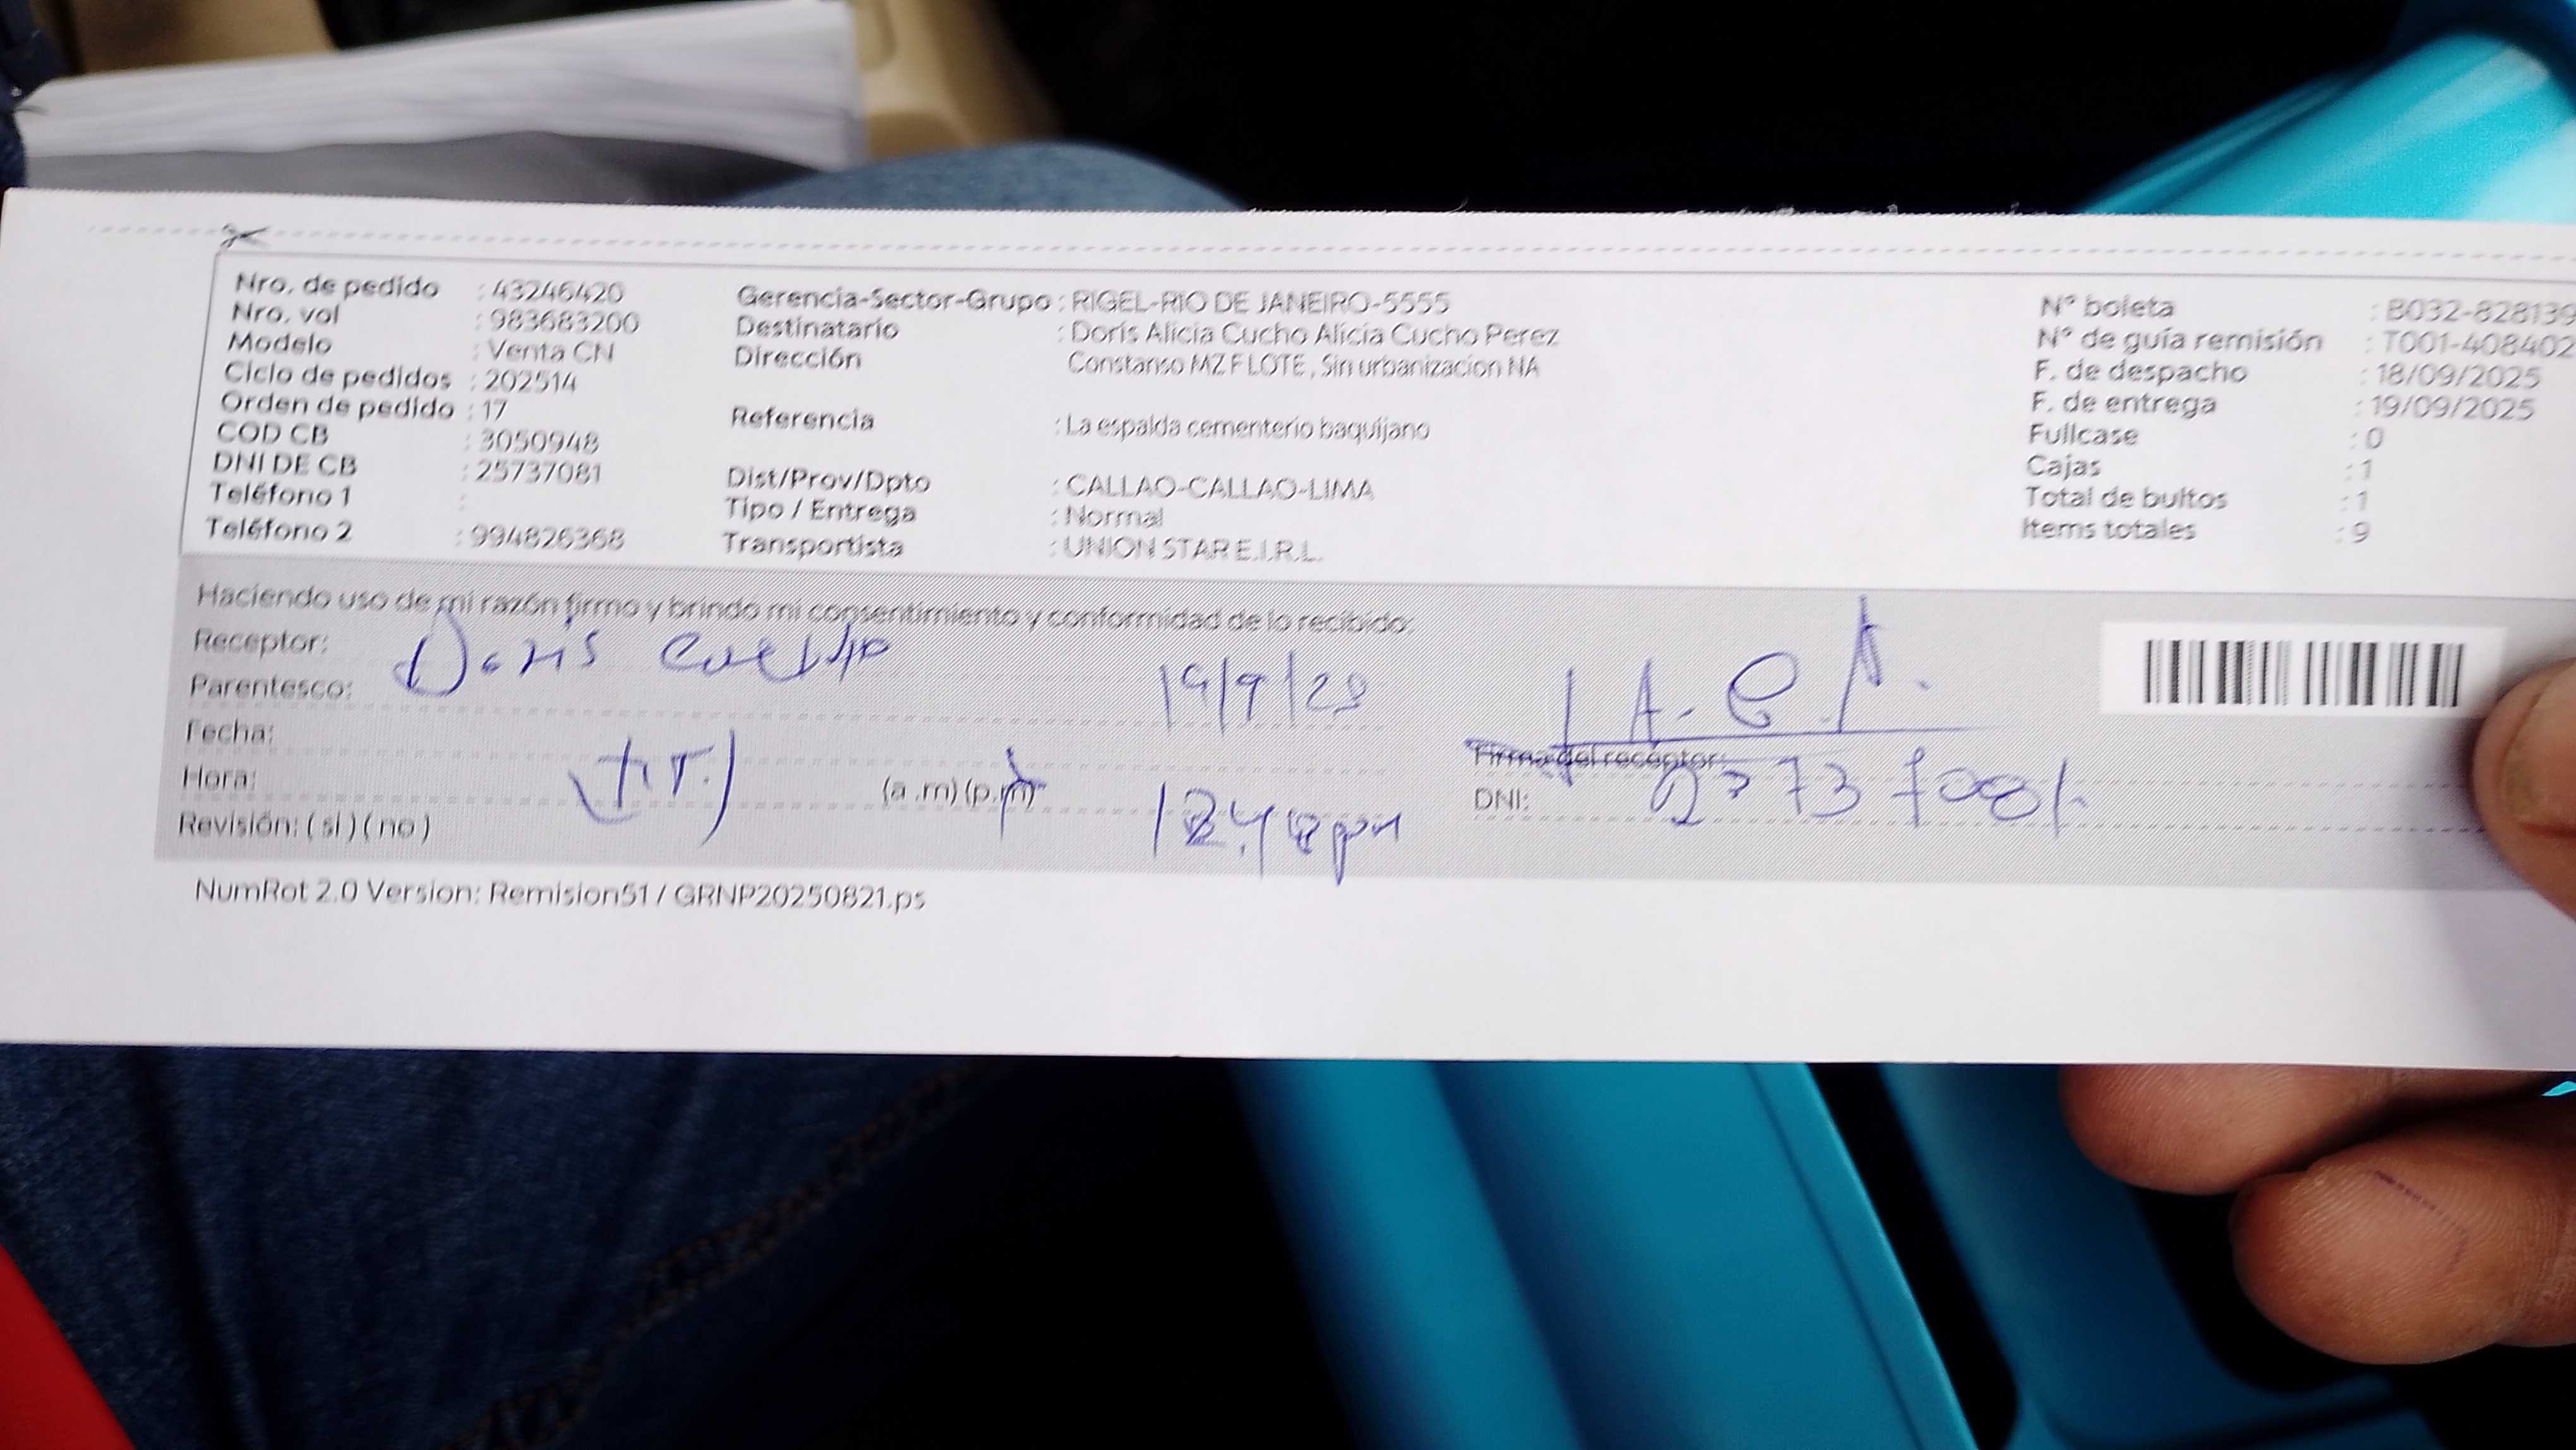 Nro. de pedido : 43246420
Nro. vol : 983683200
Modelo : Venta CN
Ciclo de pedidos : 202514
Orden de pedido : 17
COD CB : 3050948
DNI DE CB : 25737081
Teléfono 1 :
Teléfono 2 : 994826368
Gerencia-Sector-Grupo : RIGEL-RIO DE JANEIRO-5555
Destinatario : Doris Alicia Cucho Alicia Cucho Perez
Dirección Constanso MZ F LOTE , Sin urbanizacion NA
Referencia : La espalda cementerio baquijano
Dist/Prov/Dpto : CALLAO-CALLAO-LIMA
Tipo / Entrega : Normal
Transportista : UNION STAR E.I.R.L.
N° boleta : B032-828139
N° de guía remisión : T001-408402
F. de despacho : 18/09/2025
F. de entrega : 19/09/2025
Fullcase : 0
Cajas : 1
Total de bultos : 1
Items totales : 9
Haciendo uso de mi razón firmo y brindo mi consentimiento y conformidad de lo recibido:
Receptor: Doris Cucho
Parentesco:
Fecha: 19/9/25
Hora: (tit.) (a .m) (p.m) 12.48pm
Revisión: ( si ) ( no )
Firma del receptor:
DNI:
NumRot 2.0 Version: Remision51 / GRNP20250821.ps